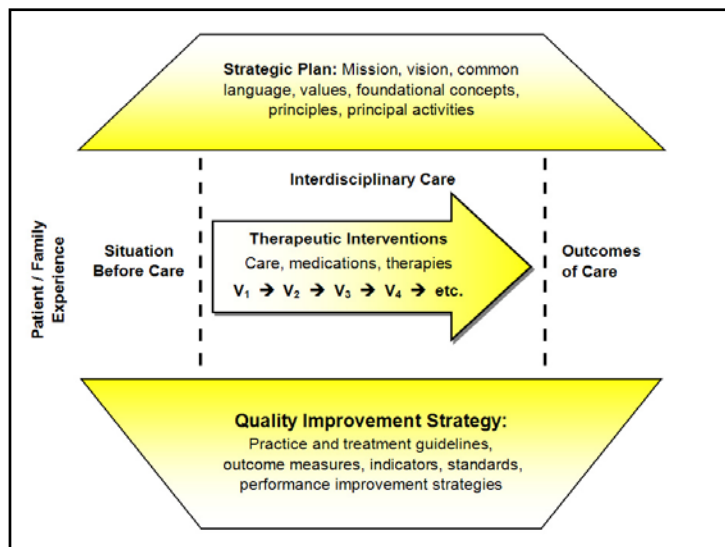 Strategic Plan: Mission, vision, common
language, values, foundational concepts,
principles, principal activities
Interdisciplinary Care
Patient / Family
Experience
Situation
Before Care
Therapeutic Interventions
Care, medications, therapies
V₁ ➔ V₂ ➔ V₃ ➔ V₄ ➔ etc.
Outcomes
of Care
Quality Improvement Strategy:
Practice and treatment guidelines,
outcome measures, indicators, standards,
performance improvement strategies